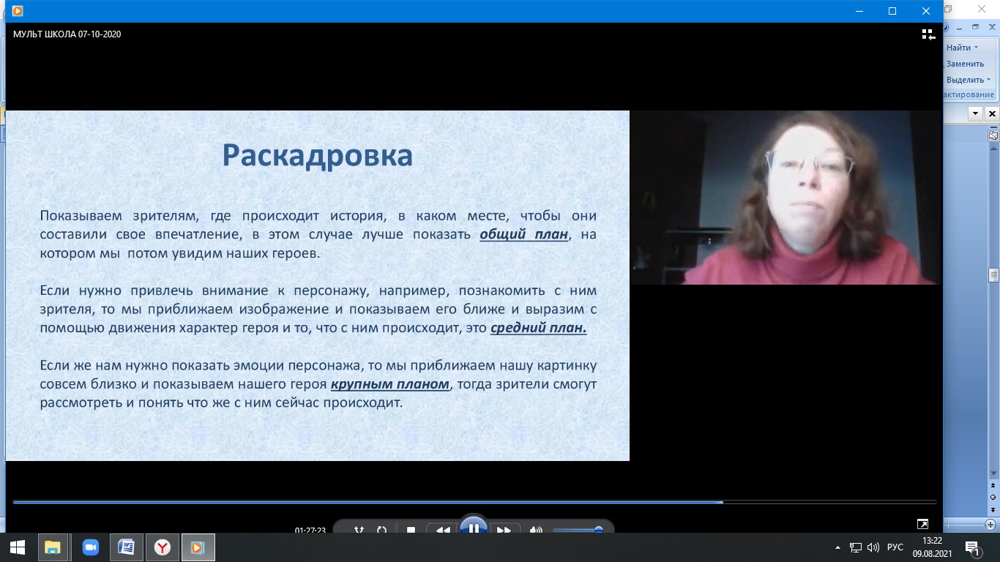 МУЛЬТ ШКОЛА 07-10-2020
Найти
Заменить
Выделить
актирование
Раскадровка
Показываем зрителям, где происходит история, в каком месте, чтобы они
составили свое впечатление, в этом случае лучше показать общий план, на
котором мы потом увидим наших героев.
Если нужно привлечь внимание к персонажу, например, познакомить с ним
зрителя, то мы приближаем изображение и показываем его ближе и выразим с
помощью движения характер героя и то, что с ним происходит, это средний план.
Если же нам нужно показать эмоции персонажа, то мы приближаем нашу картинку
совсем близко и показываем нашего героя крупным планом, тогда зрители смогут
рассмотреть и понять что же с ним сейчас происходит.
01:27:23
РУС
13:22
09.08.2021
1